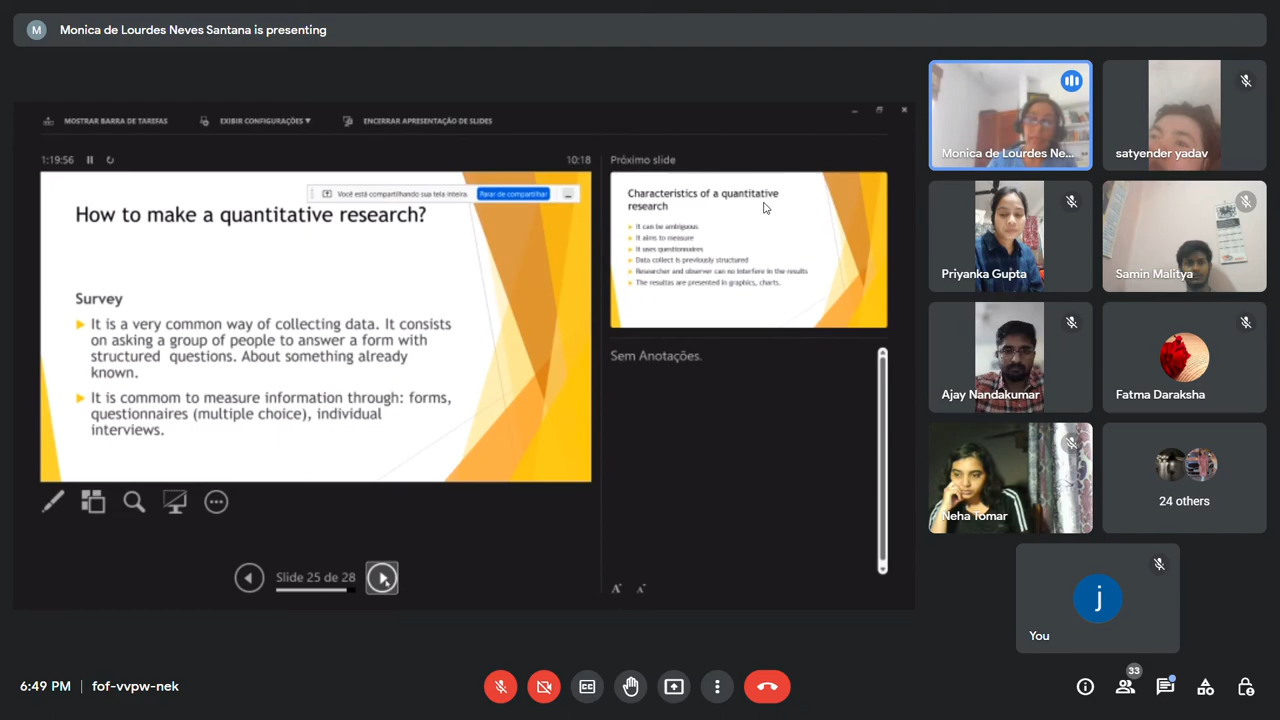 M
Monica de Lourdes Neves Santana is presenting
MOSTRAR BARRA DE TAREFAS
EXIBIR CONFIGURAÇÕES ▼
ENCERRAR APRESENTAÇÃO DE SLIDES
1:19:56
10:18
Você está compartilhando sua tela inteira.
Parar de compartilhar
How to make a quantitative research?
Survey
It is a very common way of collecting data. It consists
on asking a group of people to answer a form with
structured questions. About something already
known.
It is commom to measure information through: forms,
questionnaires (multiple choice), individual
interviews.
Slide 25 de 28
Próximo slide
Characteristics of a quantitative
research
It can be ambiguous
It aims to measure
It uses questionnaires
Data collect is previously structured
Researcher and observer can no interfere in the results
The resultas are presented in graphics, charts.
Sem Anotações.
A
A
Monica de Lourdes Ne...
satyender yadav
Priyanka Gupta
Samin Malitya
Ajay Nandakumar
Fatma Daraksha
Neha Tomar
24 others
j
You
6:49 PM | fof-vvpw-nek
CC
33